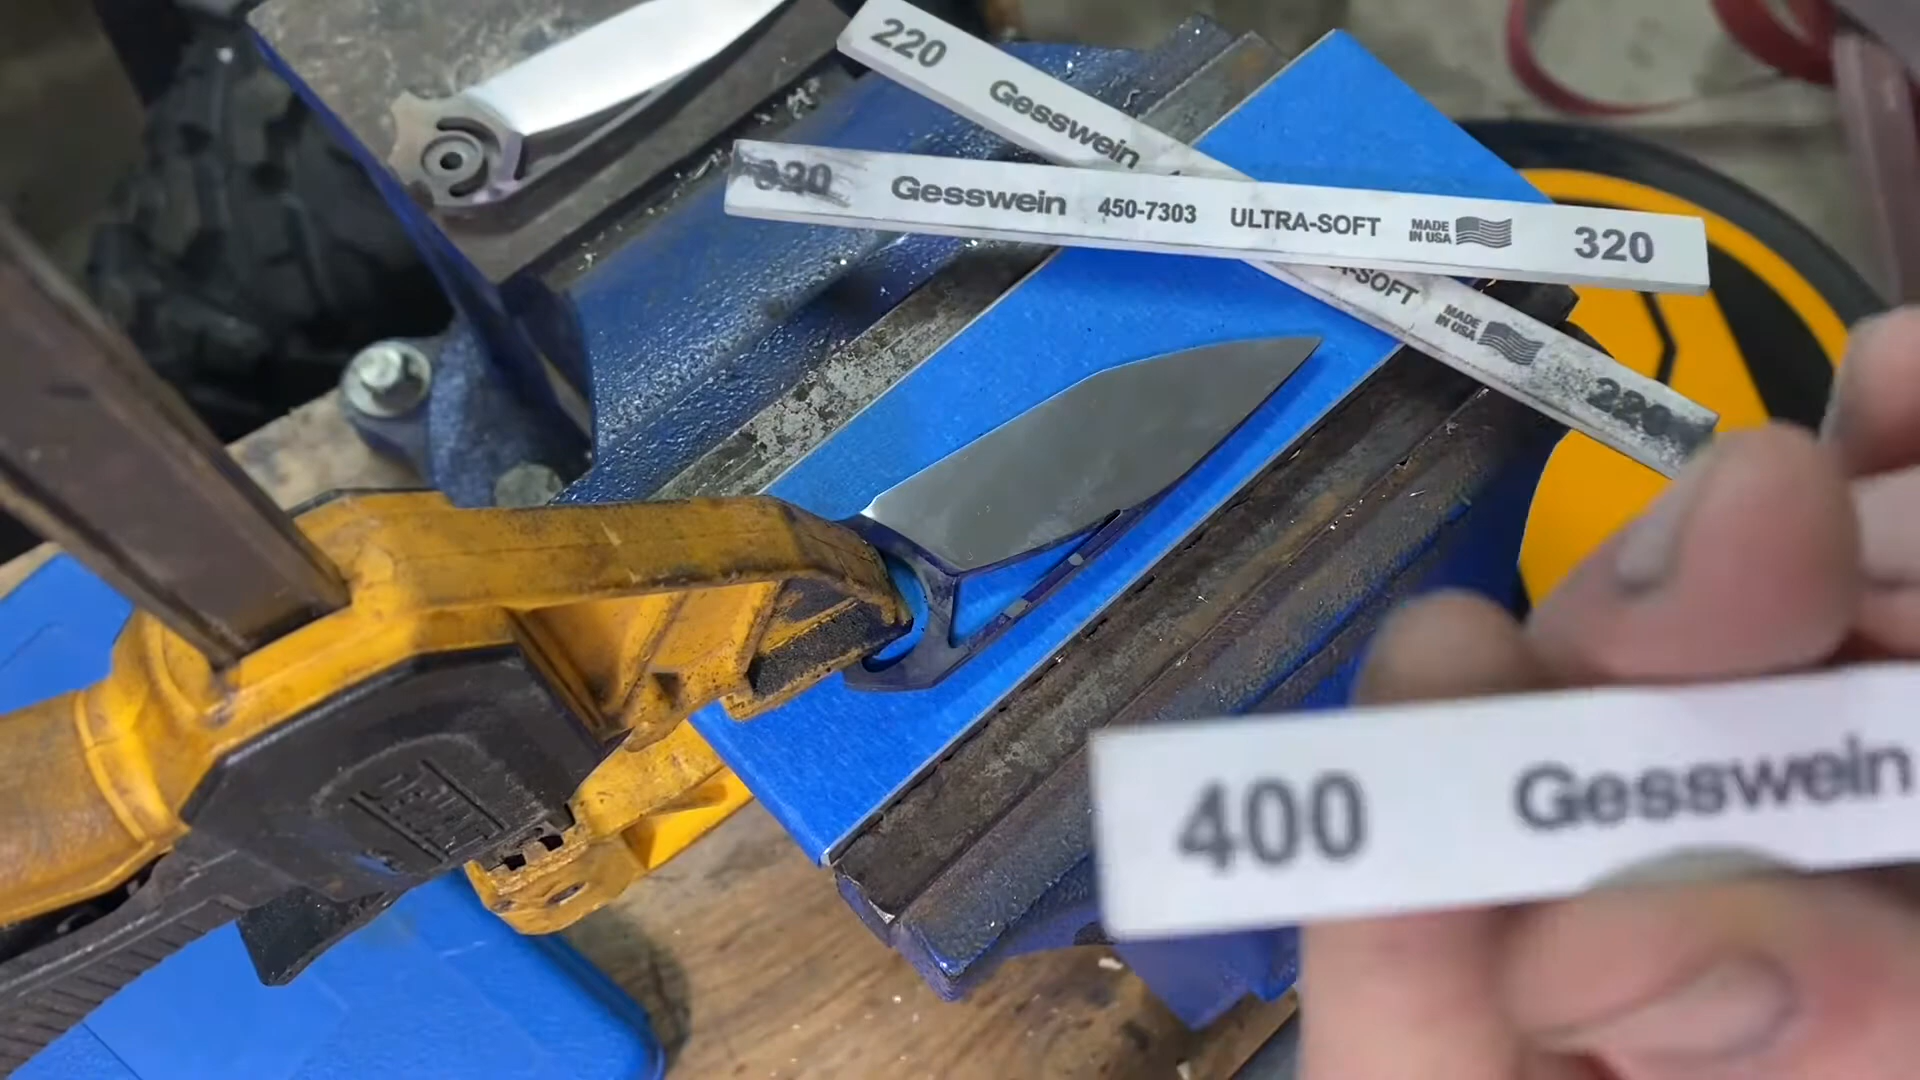 220 Gesswein
320 Gesswein 450-7303 ULTRA-SOFT MADE IN USA 320
-SOFT MADE IN USA 220
DEWALT
400 Gesswein